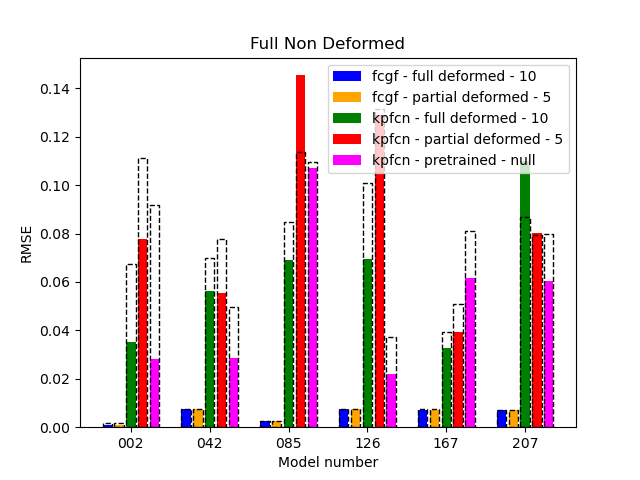 Full Non Deformed
fcgf - full deformed - 10
fcgf - partial deformed - 5
kpfcn - full deformed - 10
kpfcn - partial deformed - 5
kpfcn - pretrained - null
0.14
0.12
0.10
0.08
0.06
0.04
0.02
0.00
RMSE
002 042 085 126 167 207
Model number